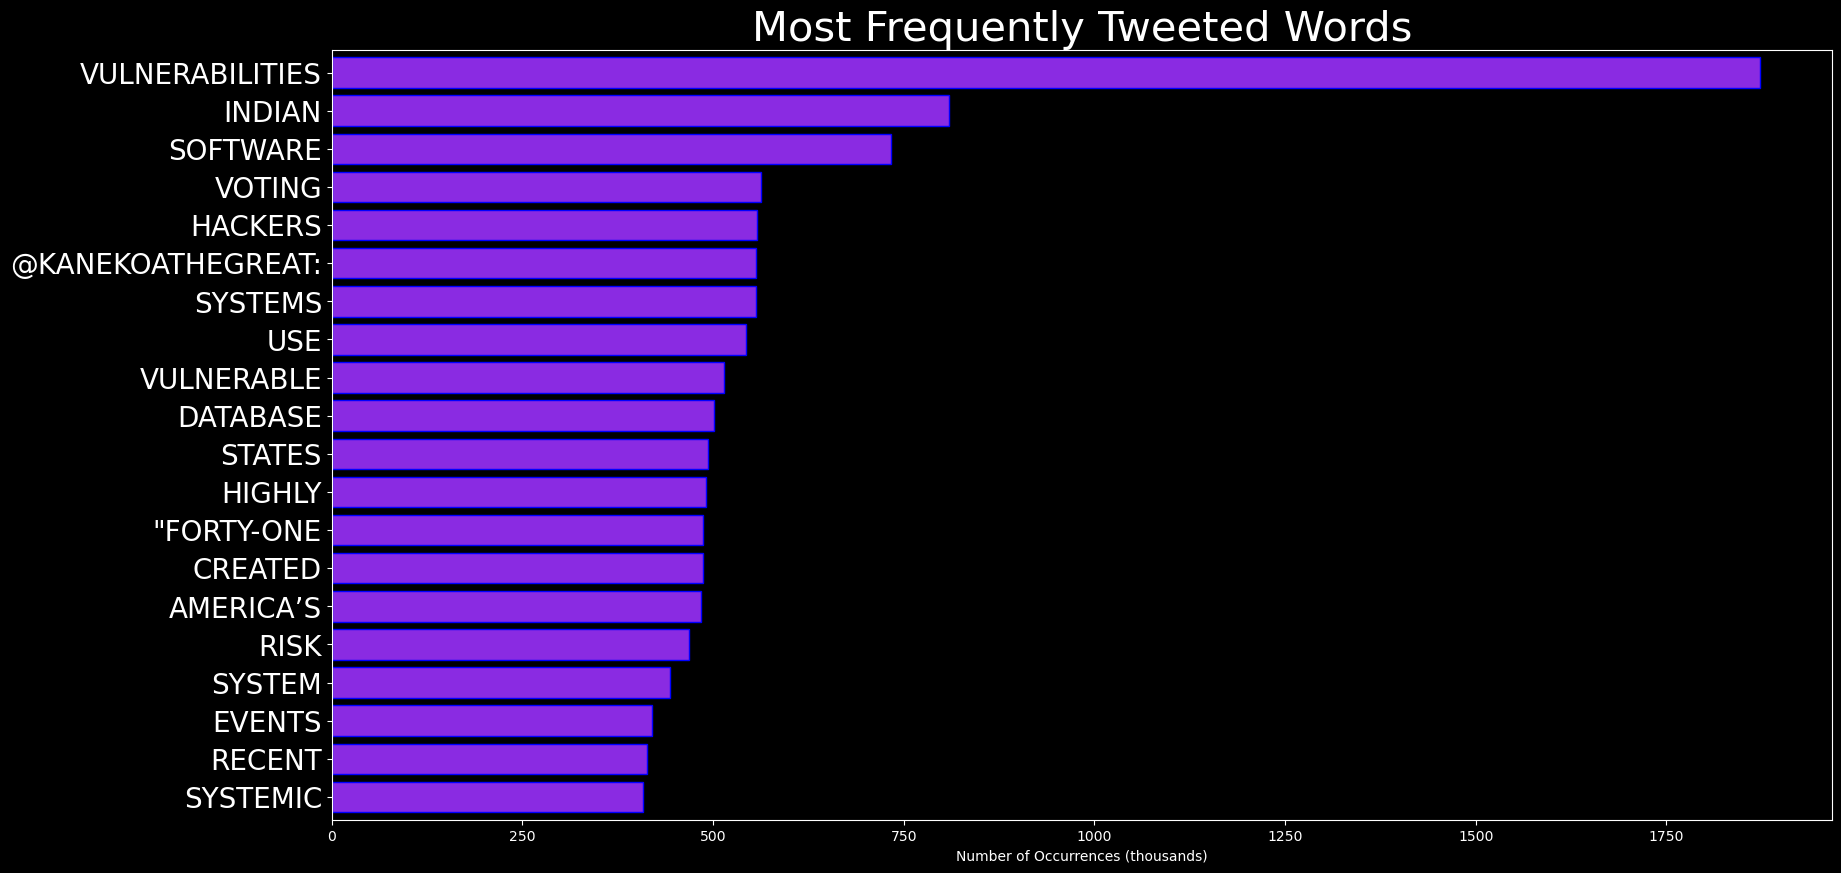 Most Frequently Tweeted Words
VULNERABILITIES
INDIAN
SOFTWARE
VOTING
HACKERS
@KANEKOATHEGREAT:
SYSTEMS
USE
VULNERABLE
DATABASE
STATES
HIGHLY
"FORTY-ONE
CREATED
AMERICA’S
RISK
SYSTEM
EVENTS
RECENT
SYSTEMIC
0 250 500 750 1000 1250 1500 1750
Number of Occurrences (thousands)